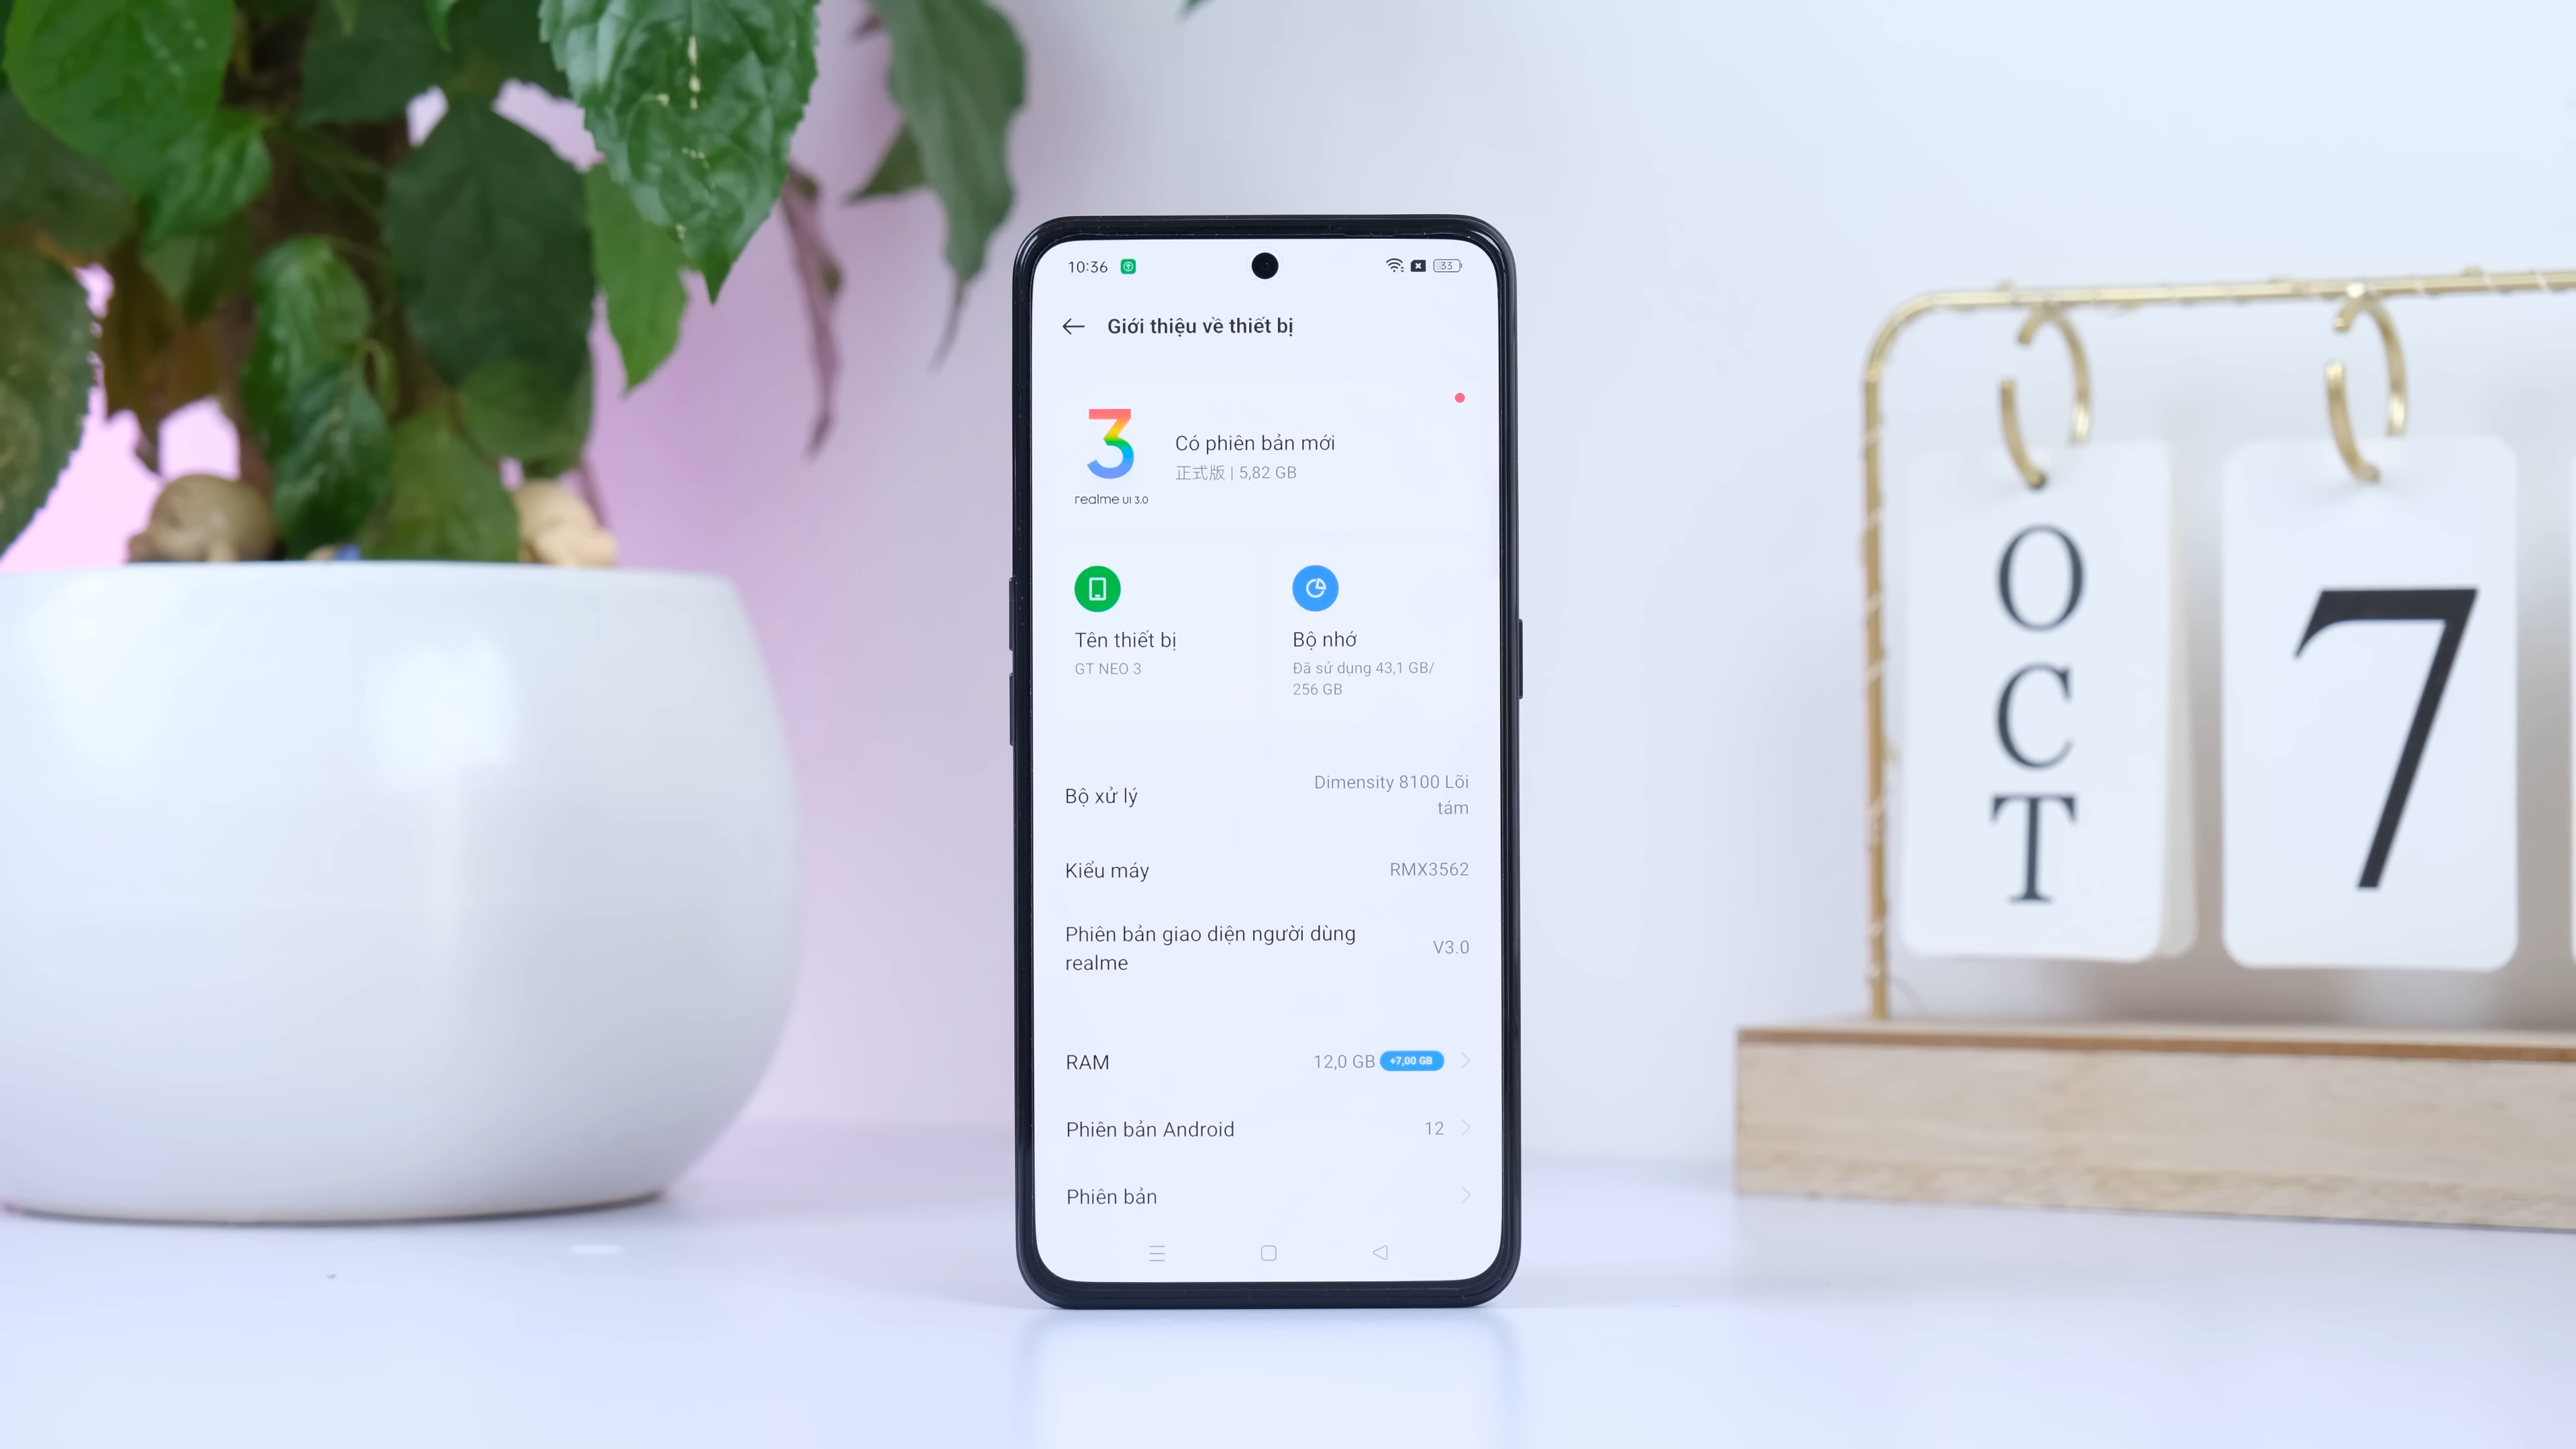 10:36
33
Giới thiệu về thiết bị
3
realme UI 3.0
Có phiên bản mới
正式版 | 5,82 GB
Tên thiết bị
GT NEO 3
Bộ nhớ
Đã sử dụng 43,1 GB/
256 GB
Bộ xử lý
Dimensity 8100 Lõi
tám
Kiểu máy
RMX3562
Phiên bản giao diện người dùng
realme
V3.0
RAM
12,0 GB +7,00 GB
Phiên bản Android
12
Phiên bản
O
C
T
7